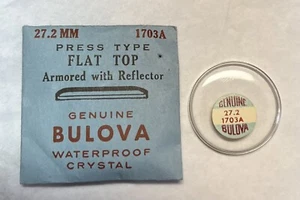 27.2 MM 1703A
PRESS TYPE
FLAT TOP
Armored with Reflector
GENUINE
BULOVA
WATERPROOF
CRYSTAL
GENUINE
27.2
1703A
BULOVA